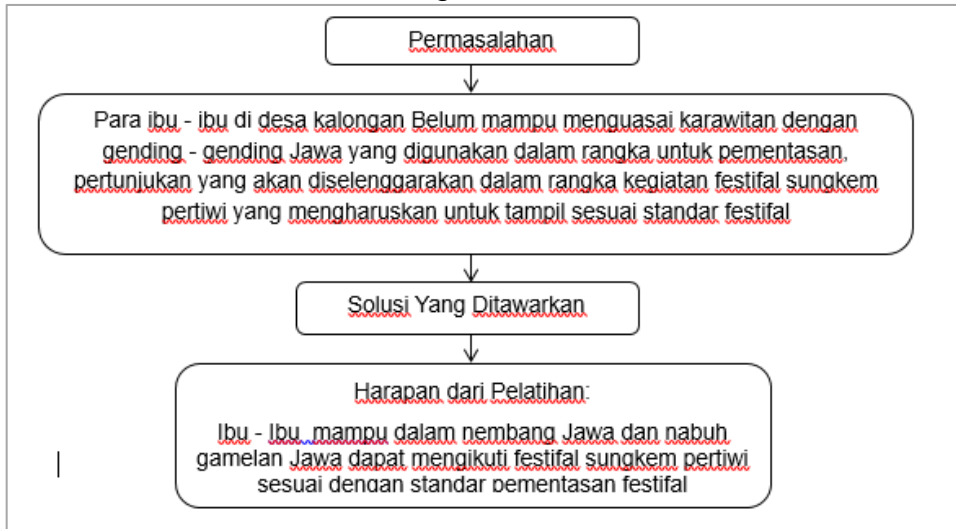 Permasalahan
Para ibu - ibu di desa kalongan Belum mampu menguasai karawitan dengan
gending - gending Jawa yang digunakan dalam rangka untuk pementasan,
pertunjukan yang akan diselenggarakan dalam rangka kegiatan festifal sungkem
pertiwi yang mengharuskan untuk tampil sesuai standar festifal
Solusi Yang Ditawarkan
Harapan dari Pelatihan:
Ibu - Ibu mampu dalam nembang Jawa dan nabuh
gamelan Jawa dapat mengikuti festifal sungkem pertiwi
sesuai dengan standar pementasan festifal